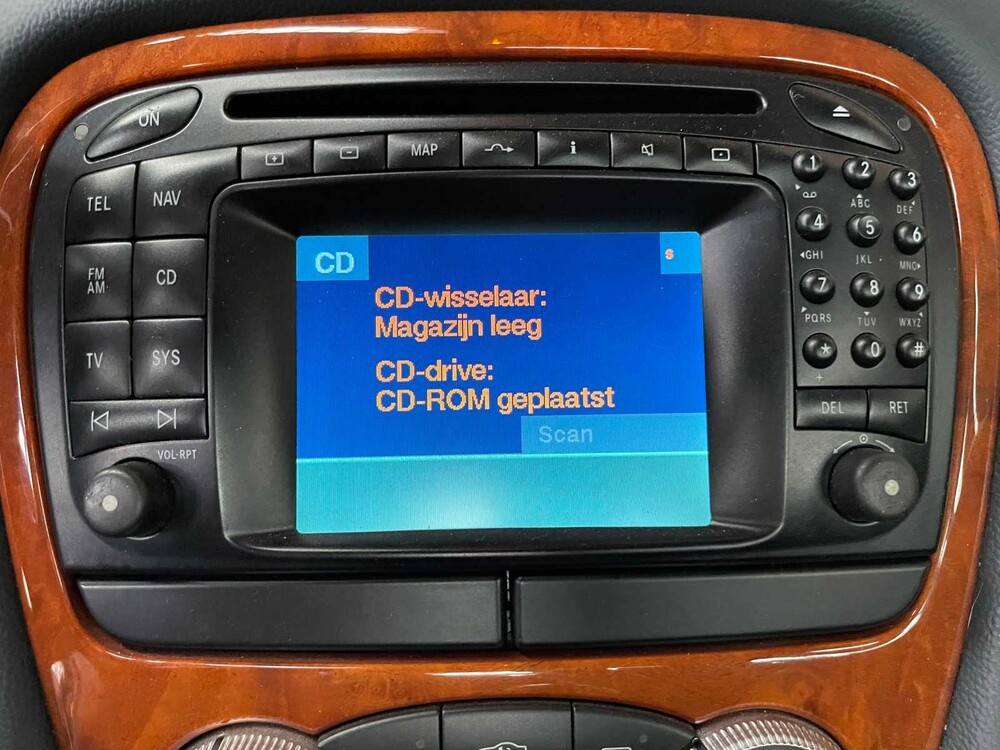 ON
MAP
i
TEL
NAV
FM
AM
CD
TV
SYS
VOL-RPT
CD
s
CD-wisselaar:
Magazijn leeg
CD-drive:
CD-ROM geplaatst
Scan
1
2
3
ABC
DEF
4
5
6
GHI
JKL
MNO
7
8
9
PQRS
TUV
WXYZ
*
0
#
+
DEL
RET